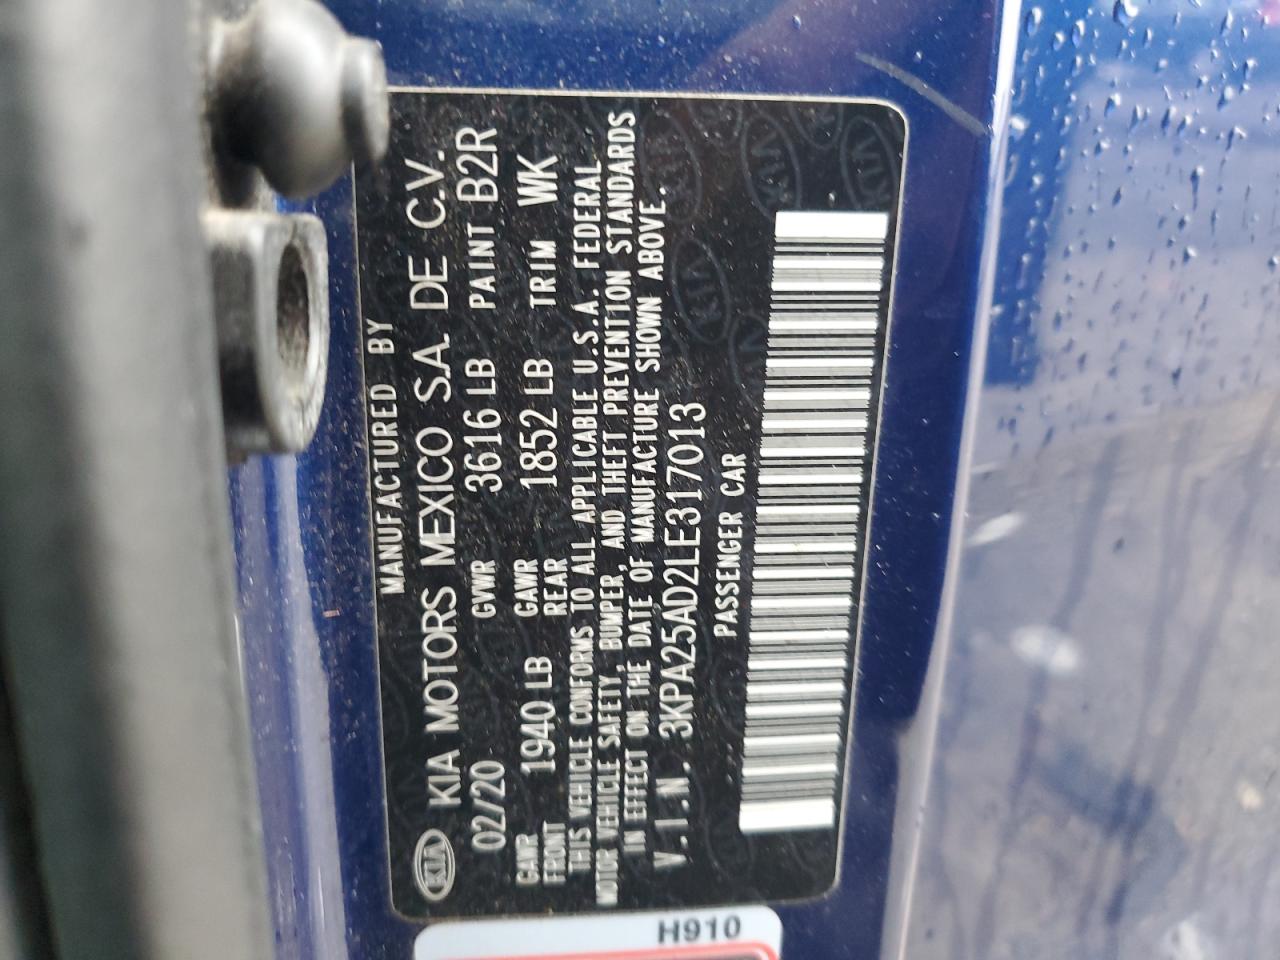 MANUFACTURED BY
KIA KIA MOTORS MEXICO S.A. DE C.V.
02/20 GVWR 3616 LB PAINT B2R
GAWR FRONT 1940 LB GAWR REAR 1852 LB TRIM WK
THIS VEHICLE CONFORMS TO ALL APPLICABLE U.S.A. FEDERAL
MOTOR VEHICLE SAFETY, BUMPER, AND THEFT PREVENTION STANDARDS
IN EFFECT ON THE DATE OF MANUFACTURE SHOWN ABOVE.
V.I.N. 3KPA25AD2LE317013
PASSENGER CAR
H910